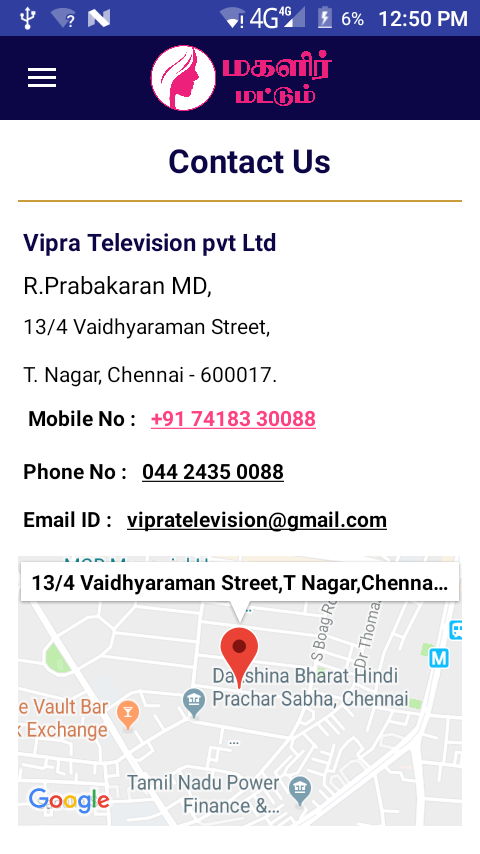 4G 4G 6% 12:50 PM
மகளிர்
மட்டும்
Contact Us
Vipra Television pvt Ltd
R.Prabakaran MD,
13/4 Vaidhyaraman Street,
T. Nagar, Chennai - 600017.
Mobile No : +91 74183 30088
Phone No : 044 2435 0088
Email ID : vipratelevision@gmail.com
13/4 Vaidhyaraman Street,T Nagar,Chenna...
S Boag
Dr Thoma
M
Bharat Hindi
Prachar Sabha, Chennai
e Vault Bar
k Exchange
Tamil Nadu Power
Finance &...
Google